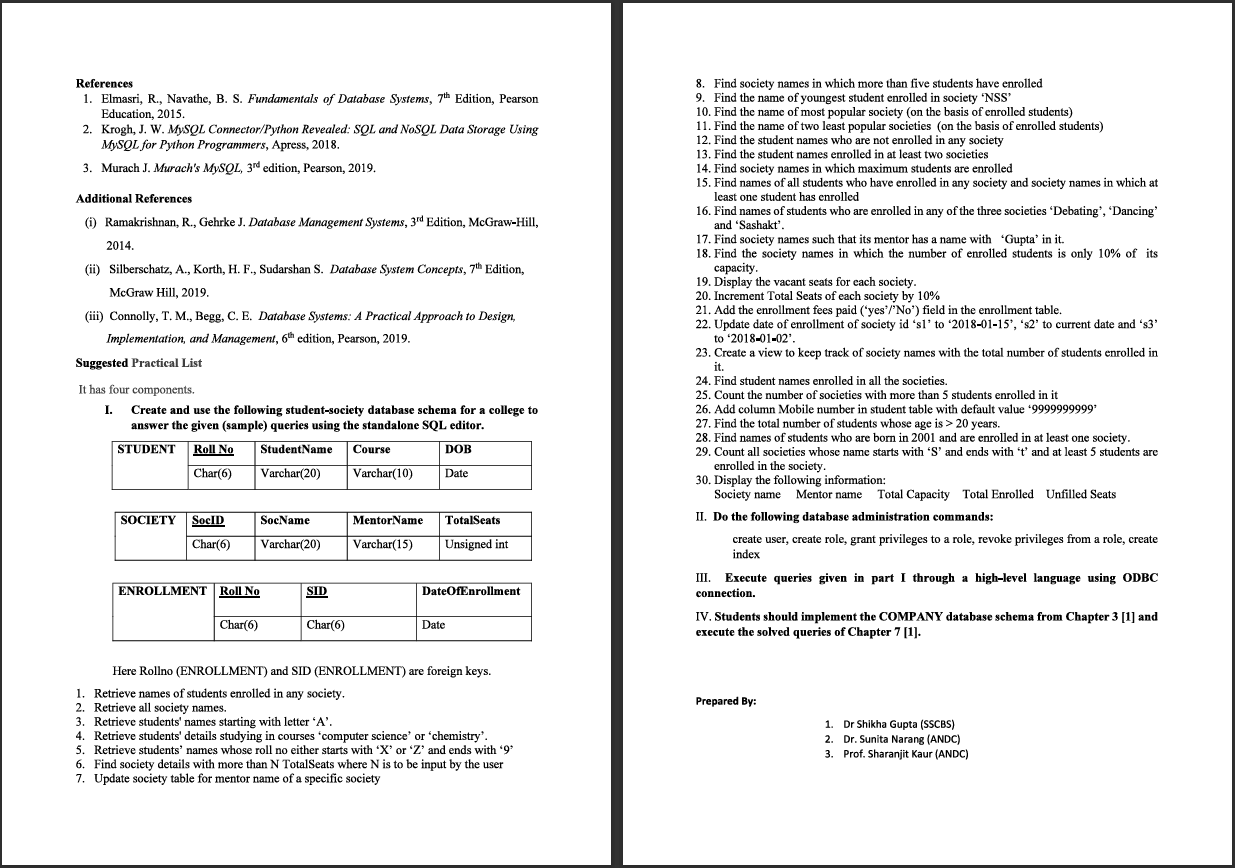 References
1. Elmasri, R., Navathe, B. S. Fundamentals of Database Systems, 7th Edition, Pearson
Education, 2015.
2. Krogh, J. W. MySQL Connector/Python Revealed: SQL and NoSQL Data Storage Using
MySQL for Python Programmers, Apress, 2018.
3. Murach J. Murach's MySQL, 3rd edition, Pearson, 2019.
Additional References
(i) Ramakrishnan, R., Gehrke J. Database Management Systems, 3rd Edition, McGraw-Hill,
2014.
(ii) Silberschatz, A., Korth, H. F., Sudarshan S. Database System Concepts, 7th Edition,
McGraw Hill, 2019.
(iii) Connolly, T. M., Begg, C. E. Database Systems: A Practical Approach to Design,
Implementation, and Management, 6th edition, Pearson, 2019.
Suggested Practical List
It has four components.
I. Create and use the following student-society database schema for a college to
answer the given (sample) queries using the standalone SQL editor.
STUDENT Roll No StudentName Course DOB
Char(6) Varchar(20) Varchar(10) Date
SOCIETY SocID SocName MentorName TotalSeats
Char(6) Varchar(20) Varchar(15) Unsigned int
ENROLLMENT Roll No SID DateOfEnrollment
Char(6) Char(6) Date
Here Rollno (ENROLLMENT) and SID (ENROLLMENT) are foreign keys.
1. Retrieve names of students enrolled in any society.
2. Retrieve all society names.
3. Retrieve students' names starting with letter ‘A’.
4. Retrieve students' details studying in courses ‘computer science’ or ‘chemistry’.
5. Retrieve students’ names whose roll no either starts with ‘X’ or ‘Z’ and ends with ‘9’
6. Find society details with more than N TotalSeats where N is to be input by the user
7. Update society table for mentor name of a specific society
8. Find society names in which more than five students have enrolled
9. Find the name of youngest student enrolled in society ‘NSS’
10. Find the name of most popular society (on the basis of enrolled students)
11. Find the name of two least popular societies (on the basis of enrolled students)
12. Find the student names who are not enrolled in any society
13. Find the student names enrolled in at least two societies
14. Find society names in which maximum students are enrolled
15. Find names of all students who have enrolled in any society and society names in which at
least one student has enrolled
16. Find names of students who are enrolled in any of the three societies ‘Debating’, ‘Dancing’
and ‘Sashakt’.
17. Find society names such that its mentor has a name with ‘Gupta’ in it.
18. Find the society names in which the number of enrolled students is only 10% of its
capacity.
19. Display the vacant seats for each society.
20. Increment Total Seats of each society by 10%
21. Add the enrollment fees paid (‘yes’/’No’) field in the enrollment table.
22. Update date of enrollment of society id ‘s1’ to ‘2018-01-15’, ‘s2’ to current date and ‘s3’
to ‘2018-01-02’.
23. Create a view to keep track of society names with the total number of students enrolled in
it.
24. Find student names enrolled in all the societies.
25. Count the number of societies with more than 5 students enrolled in it
26. Add column Mobile number in student table with default value ‘9999999999’
27. Find the total number of students whose age is > 20 years.
28. Find names of students who are born in 2001 and are enrolled in at least one society.
29. Count all societies whose name starts with ‘S’ and ends with ‘t’ and at least 5 students are
enrolled in the society.
30. Display the following information:
Society name Mentor name Total Capacity Total Enrolled Unfilled Seats
II. Do the following database administration commands:
create user, create role, grant privileges to a role, revoke privileges from a role, create
index
III. Execute queries given in part I through a high-level language using ODBC
connection.
IV. Students should implement the COMPANY database schema from Chapter 3 [1] and
execute the solved queries of Chapter 7 [1].
Prepared By:
1. Dr Shikha Gupta (SSCBS)
2. Dr. Sunita Narang (ANDC)
3. Prof. Sharanjit Kaur (ANDC)